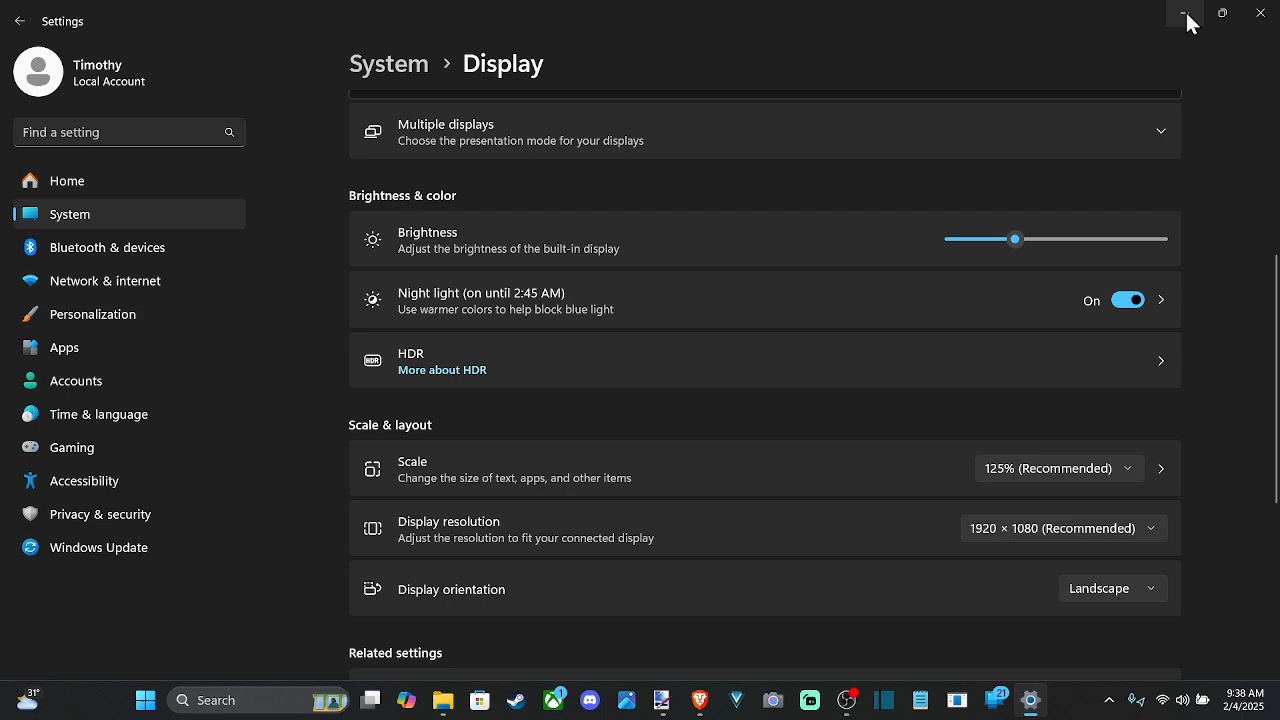 Settings
Timothy
Local Account
Find a setting
Home
System
Bluetooth & devices
Network & internet
Personalization
Apps
Accounts
Time & language
Gaming
Accessibility
Privacy & security
Windows Update
System > Display
Multiple displays
Choose the presentation mode for your displays
Brightness & color
Brightness
Adjust the brightness of the built-in display
Night light (on until 2:45 AM)
Use warmer colors to help block blue light
On
HDR
HDR
More about HDR
Scale & layout
Scale
Change the size of text, apps, and other items
125% (Recommended)
Display resolution
Adjust the resolution to fit your connected display
1920 × 1080 (Recommended)
Display orientation
Landscape
Related settings
31°
Search
1
21
9:38 AM
2/4/2025